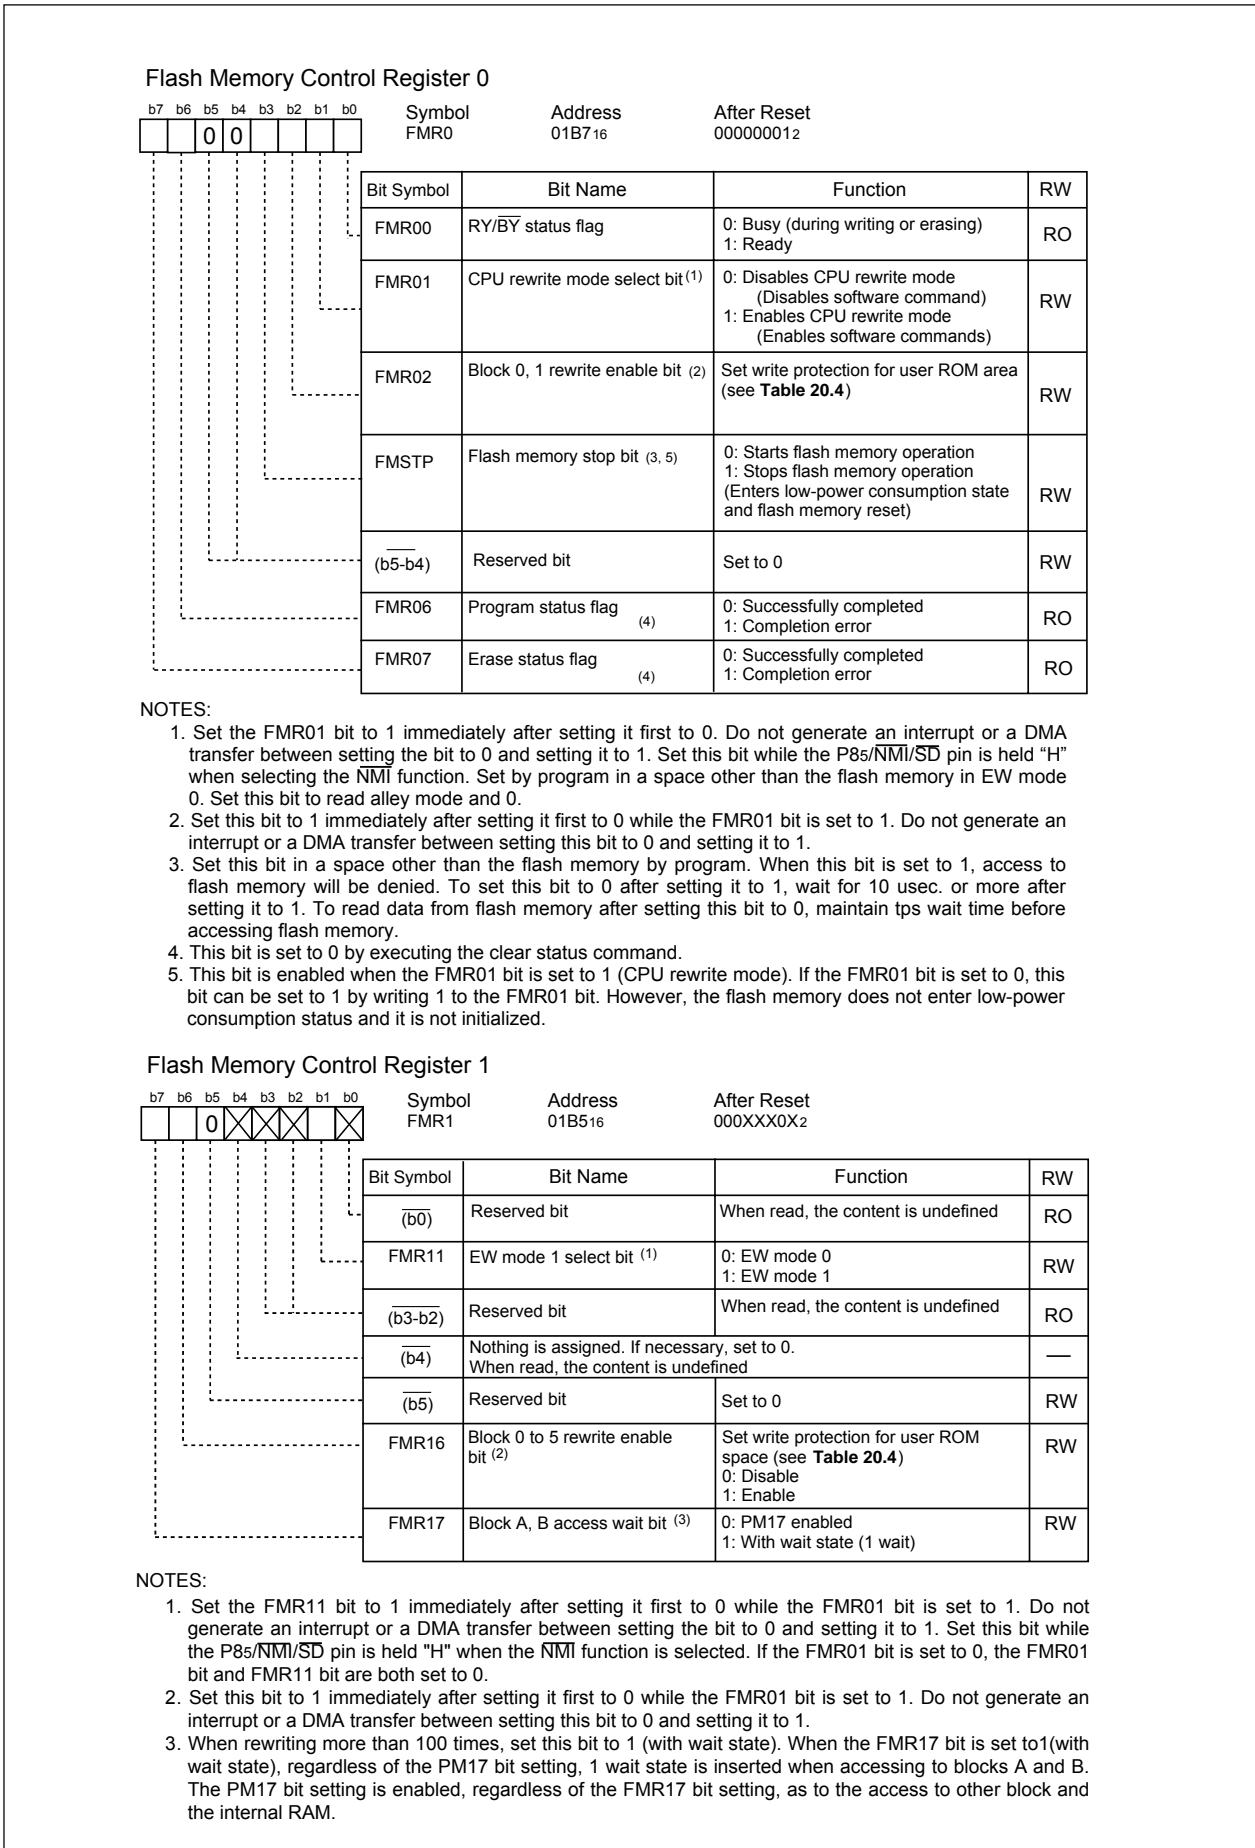 Flash Memory Control Register 0
b7 b6 b5 b4 b3 b2 b1 b0
0 0
Symbol Address After Reset
FMR0 01B716 000000012
Bit Symbol Bit Name Function RW
FMR00 RY/BY status flag 0: Busy (during writing or erasing)
1: Ready RO
FMR01 CPU rewrite mode select bit (1) 0: Disables CPU rewrite mode
(Disables software command)
1: Enables CPU rewrite mode
(Enables software commands)
RW
FMR02 Block 0, 1 rewrite enable bit (2) Set write protection for user ROM area
(see Table 20.4)
RW
FMSTP Flash memory stop bit (3, 5) 0: Starts flash memory operation
1: Stops flash memory operation
(Enters low-power consumption state
and flash memory reset)
RW
(b5-b4) Reserved bit Set to 0 RW
FMR06 Program status flag (4) 0: Successfully completed
1: Completion error RO
FMR07 Erase status flag (4) 0: Successfully completed
1: Completion error RO
NOTES:
1. Set the FMR01 bit to 1 immediately after setting it first to 0. Do not generate an interrupt or a DMA
transfer between setting the bit to 0 and setting it to 1. Set this bit while the P85/NMI/SD pin is held “H”
when selecting the NMI function. Set by program in a space other than the flash memory in EW mode
0. Set this bit to read alley mode and 0.
2. Set this bit to 1 immediately after setting it first to 0 while the FMR01 bit is set to 1. Do not generate an
interrupt or a DMA transfer between setting this bit to 0 and setting it to 1.
3. Set this bit in a space other than the flash memory by program. When this bit is set to 1, access to
flash memory will be denied. To set this bit to 0 after setting it to 1, wait for 10 usec. or more after
setting it to 1. To read data from flash memory after setting this bit to 0, maintain tps wait time before
accessing flash memory.
4. This bit is set to 0 by executing the clear status command.
5. This bit is enabled when the FMR01 bit is set to 1 (CPU rewrite mode). If the FMR01 bit is set to 0, this
bit can be set to 1 by writing 1 to the FMR01 bit. However, the flash memory does not enter low-power
consumption status and it is not initialized.
Flash Memory Control Register 1
b7 b6 b5 b4 b3 b2 b1 b0
0
Symbol Address After Reset
FMR1 01B516 000XXX0X2
Bit Symbol Bit Name Function RW
(b0) Reserved bit When read, the content is undefined RO
FMR11 EW mode 1 select bit (1) 0: EW mode 0
1: EW mode 1 RW
(b3-b2) Reserved bit When read, the content is undefined RO
(b4) Nothing is assigned. If necessary, set to 0.
When read, the content is undefined —
(b5) Reserved bit Set to 0 RW
FMR16 Block 0 to 5 rewrite enable
bit (2)
Set write protection for user ROM
space (see Table 20.4)
0: Disable
1: Enable
RW
FMR17 Block A, B access wait bit (3) 0: PM17 enabled
1: With wait state (1 wait)
RW
NOTES:
1. Set the FMR11 bit to 1 immediately after setting it first to 0 while the FMR01 bit is set to 1. Do not
generate an interrupt or a DMA transfer between setting the bit to 0 and setting it to 1. Set this bit while
the P85/NMI/SD pin is held "H" when the NMI function is selected. If the FMR01 bit is set to 0, the FMR01
bit and FMR11 bit are both set to 0.
2. Set this bit to 1 immediately after setting it first to 0 while the FMR01 bit is set to 1. Do not generate an
interrupt or a DMA transfer between setting this bit to 0 and setting it to 1.
3. When rewriting more than 100 times, set this bit to 1 (with wait state). When the FMR17 bit is set to1(with
wait state), regardless of the PM17 bit setting, 1 wait state is inserted when accessing to blocks A and B.
The PM17 bit setting is enabled, regardless of the FMR17 bit setting, as to the access to other block and
the internal RAM.